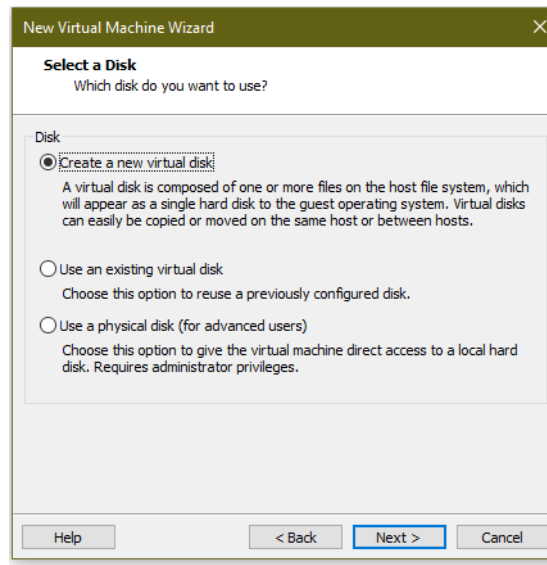 New Virtual Machine Wizard
Select a Disk
Which disk do you want to use?
Disk
Create a new virtual disk
A virtual disk is composed of one or more files on the host file system, which
will appear as a single hard disk to the guest operating system. Virtual disks
can easily be copied or moved on the same host or between hosts.
Use an existing virtual disk
Choose this option to reuse a previously configured disk.
Use a physical disk (for advanced users)
Choose this option to give the virtual machine direct access to a local hard
disk. Requires administrator privileges.
Help < Back Next > Cancel